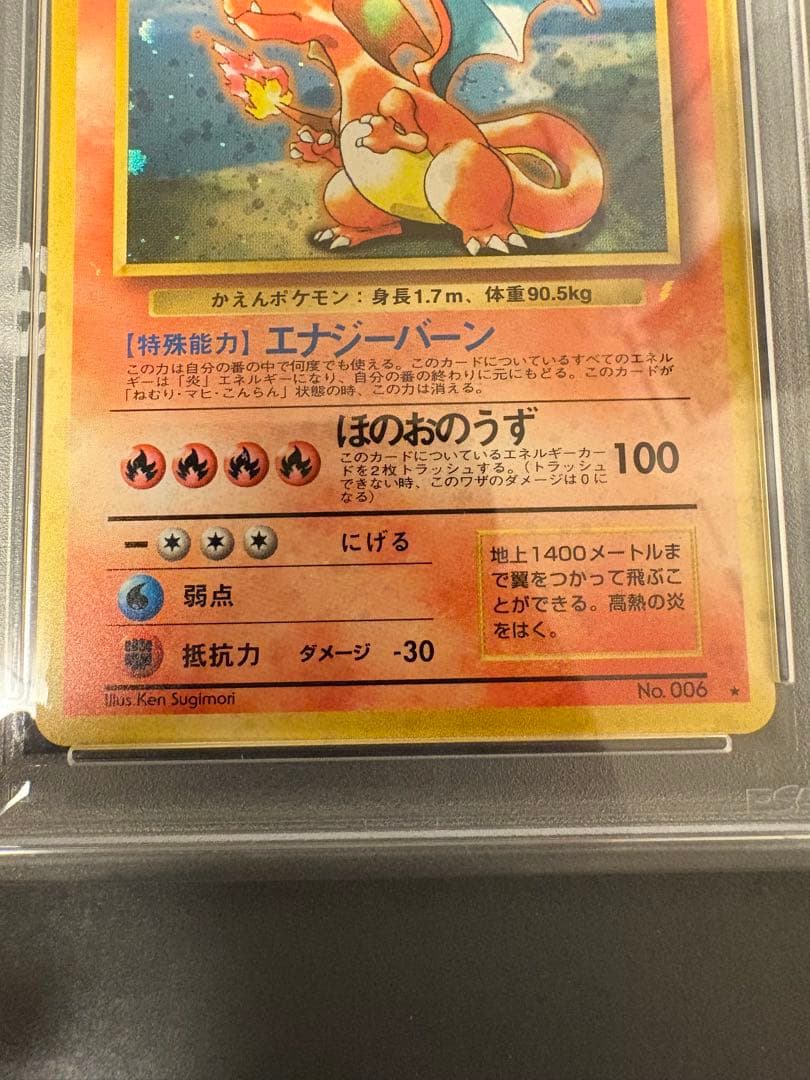 かえんポケモン：身長1.7m、体重90.5kg
【特殊能力】エナジーバーン
この力は自分の番の中で何度でも使える。このカードについているすべてのエネル
ギーは「炎」エネルギーになり、自分の番の終わりに元にもどる。このカードが
「ねむり・マヒ・こんらん」状態の時、この力は消える。
ほのおのうず
このカードについているエネルギーカー
ドを2枚トラッシュする。（トラッシュ
できない時、このワザのダメージは0に
なる）
100
にげる
弱点
抵抗力 ダメージ -30
地上1400メートルま
で翼をつかって飛ぶこ
とができる。高熱の炎
をはく。
Illus.Ken Sugimori
No. 006 ★